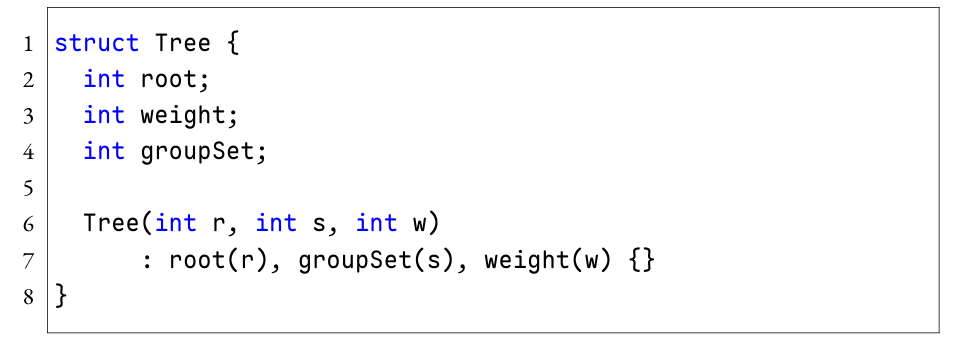 1 struct Tree {
2   int root;
3   int weight;
4   int groupSet;
5
6   Tree(int r, int s, int w)
7       : root(r), groupSet(s), weight(w) {}
8 }